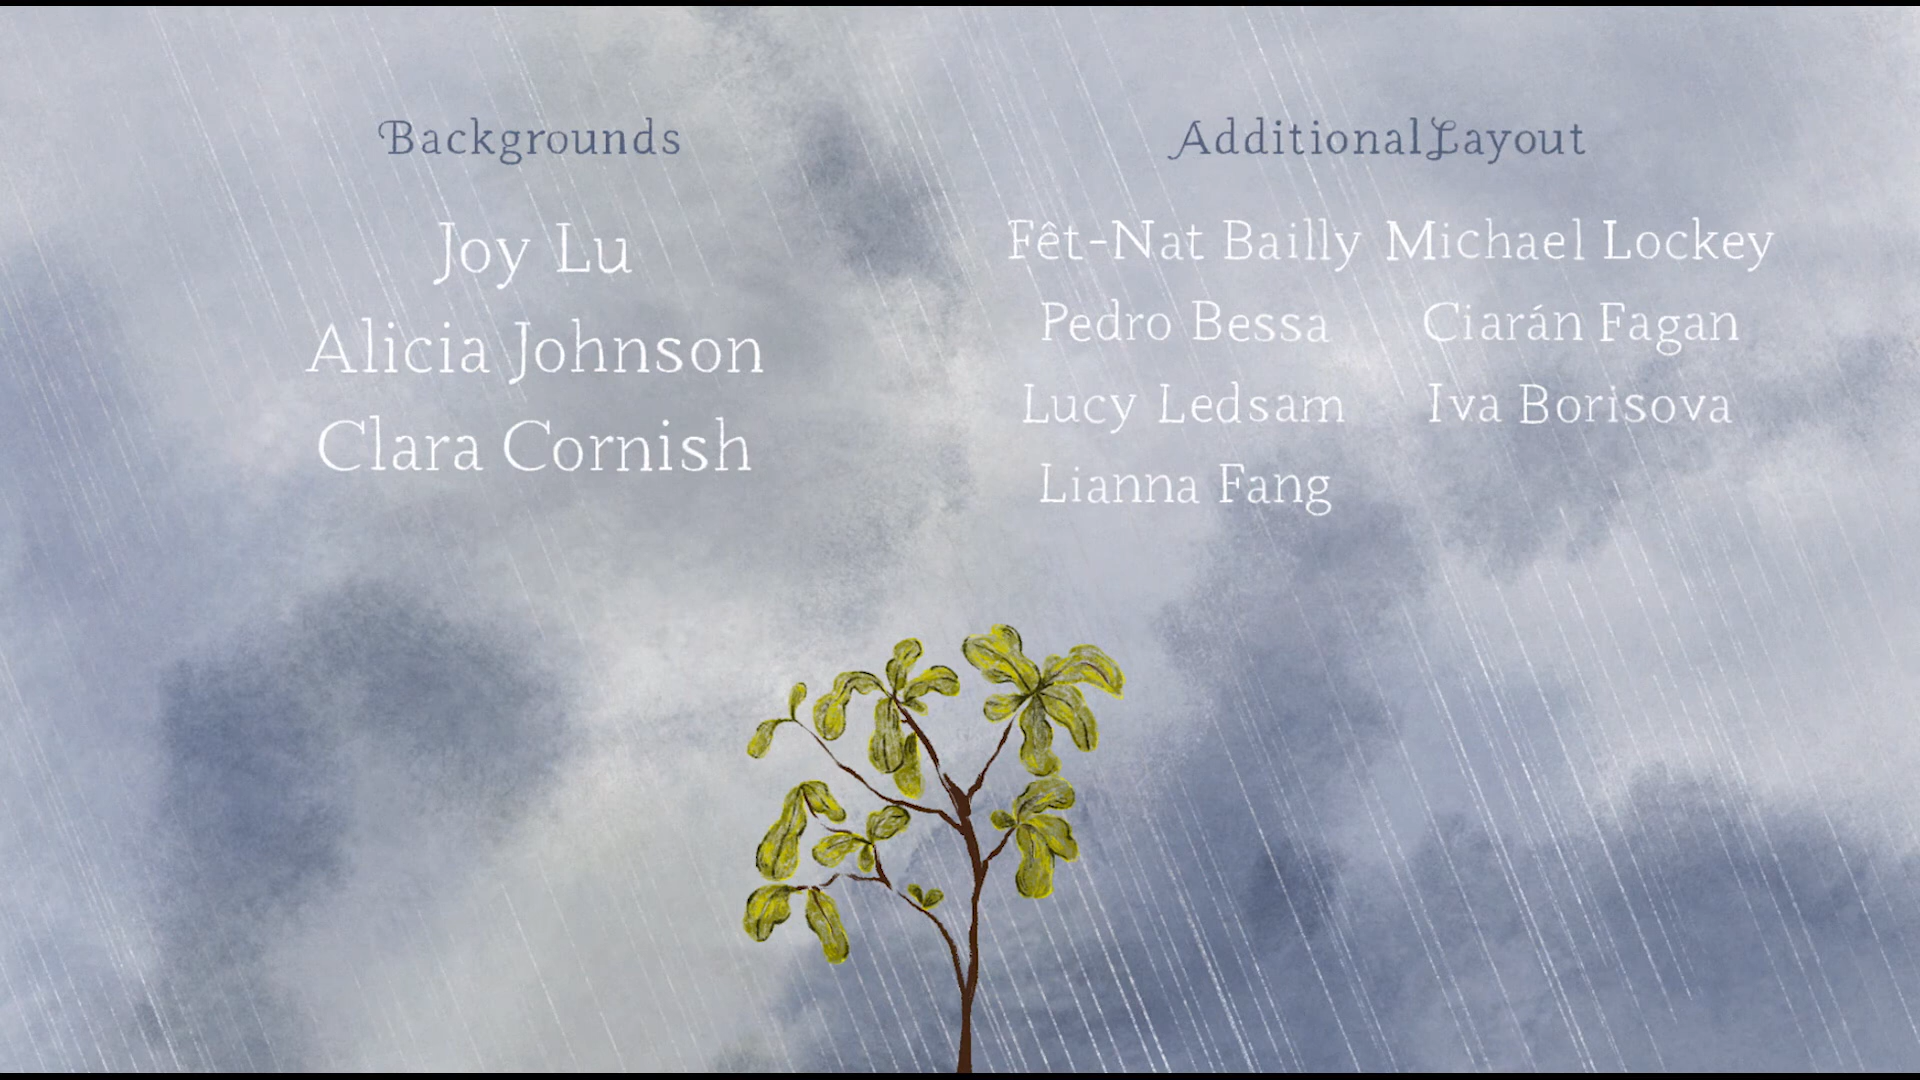 Backgrounds
Joy Lu
Alicia Johnson
Clara Cornish
Additional Layout
Fêt-Nat Bailly Michael Lockey
Pedro Bessa Ciarán Fagan
Lucy Ledsam Iva Borisova
Lianna Fang